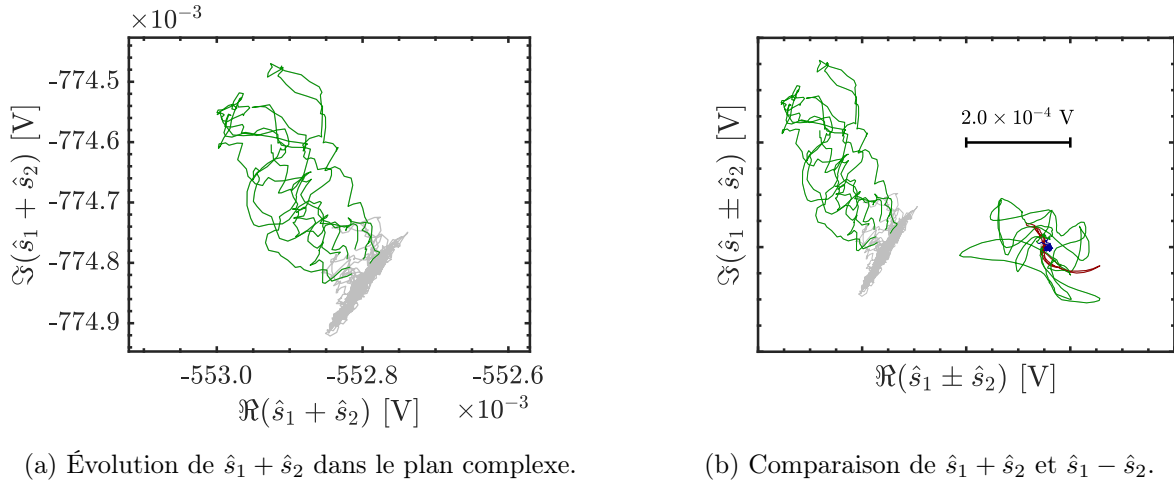 ×10⁻³
-774.5
-774.6
-774.7
-774.8
-774.9
ℑ(ŝ₁ + ŝ₂) [V]
-553.0
-552.8
-552.6
ℜ(ŝ₁ + ŝ₂) [V]
×10⁻³
(a) Évolution de ŝ₁ + ŝ₂ dans le plan complexe.
ℑ(ŝ₁ ± ŝ₂) [V]
2.0 × 10⁻⁴ V
ℜ(ŝ₁ ± ŝ₂) [V]
(b) Comparaison de ŝ₁ + ŝ₂ et ŝ₁ − ŝ₂.